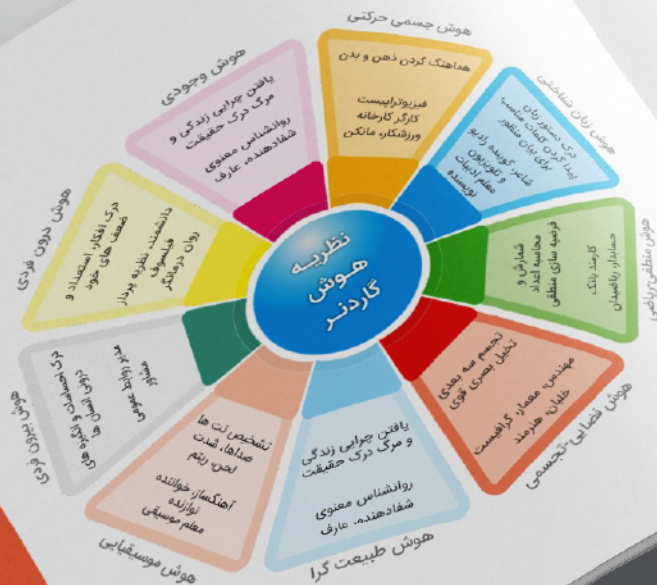 نظریه
هوش
گاردنر
هوش جسمی حرکتی
هماهنگ کردن ذهن و بدن
فیزیوتراپیست
کارگر کارخانه
ورزشکار، مانکن
هوش زبان شناختی
درک دستور زبان
پیدا کردن کلمات مناسب
برای بیان منظور
شاعر، گوینده رادیو
و تلوزیون
معلم ادبیات
نویسنده
هوش منطقی-ریاضی
فرضیه سازی منطقی
محاسبه اعداد
شمارش و
کارمند بانک،
حسابدار، ریاضیدان
هوش فضایی-تجسمی
تجسم سه بعدی
تخیل بصری قوی
مهندس، معمار، گرافیست
خلبان، هنرمند
هوش طبیعت گرا
یافتن چرایی زندگی
و مرگ درک حقیقت
روانشناس معنوی
شفادهنده، عارف
هوش موسیقیایی
تشخیص نت ها
صداها، شدت
لحن، ریتم
آهنگساز، خواننده
نوازنده
معلم موسیقی
هوش بیرون فردی
درک احساسات و انگیزه های
درونی انسان ها
مدیر روابط عمومی
مشاور
هوش درون فردی
درک افکار، استعداد و
ضعف های خود
دانشمند، نظریه پرداز
فیلسوف
روان درمانگر
هوش وجودی
یافتن چرایی زندگی و
مرگ درک حقیقت
روانشناس معنوی
شفادهنده، عارف